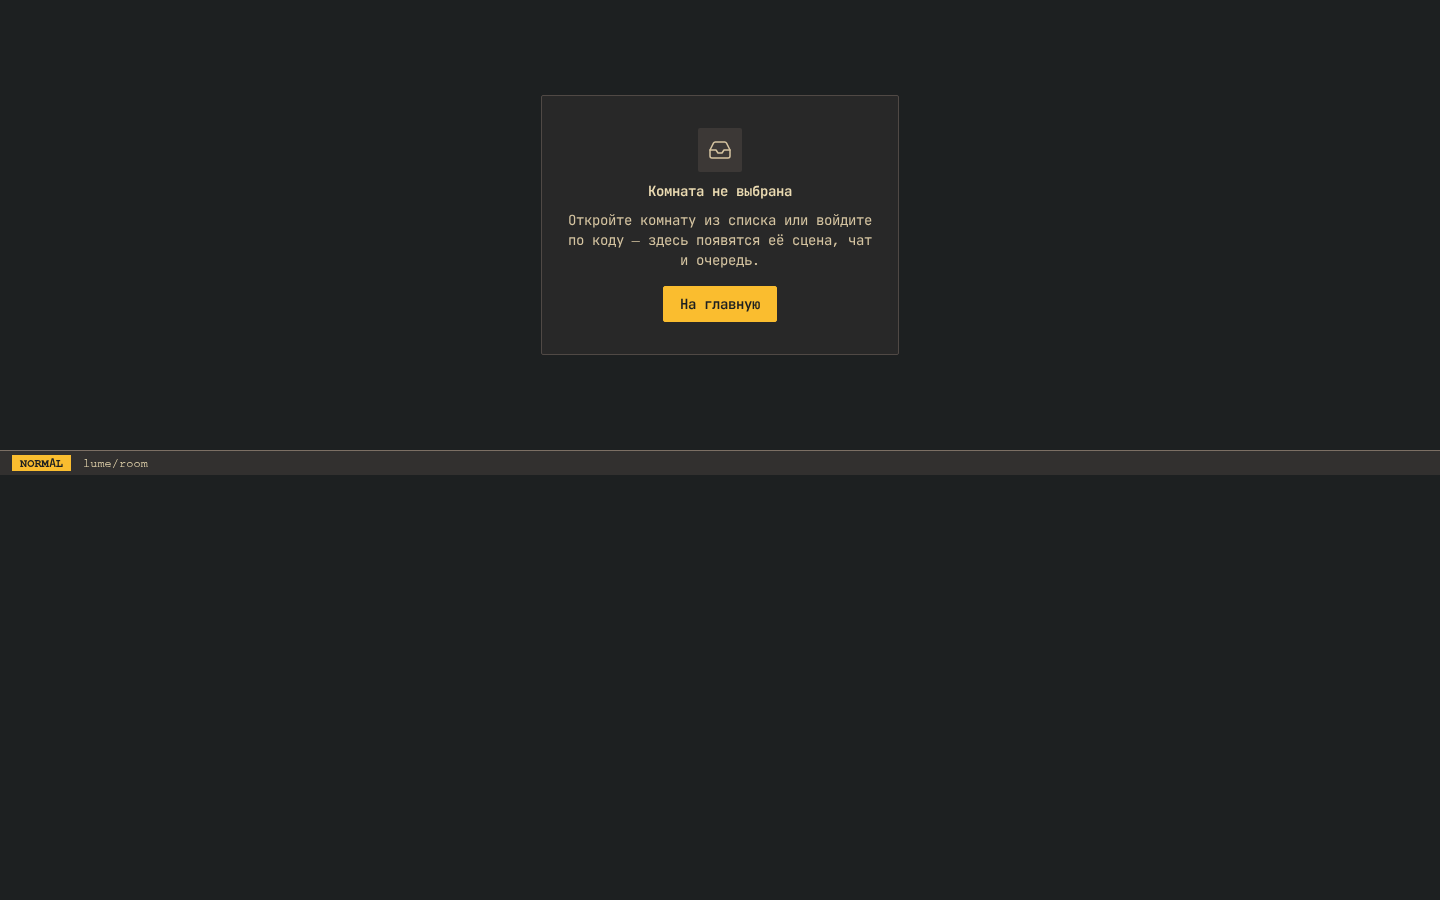 Комната не выбрана
Откройте комнату из списка или войдите
по коду — здесь появятся её сцена, чат
и очередь.
На главную
NORMAL lume/room